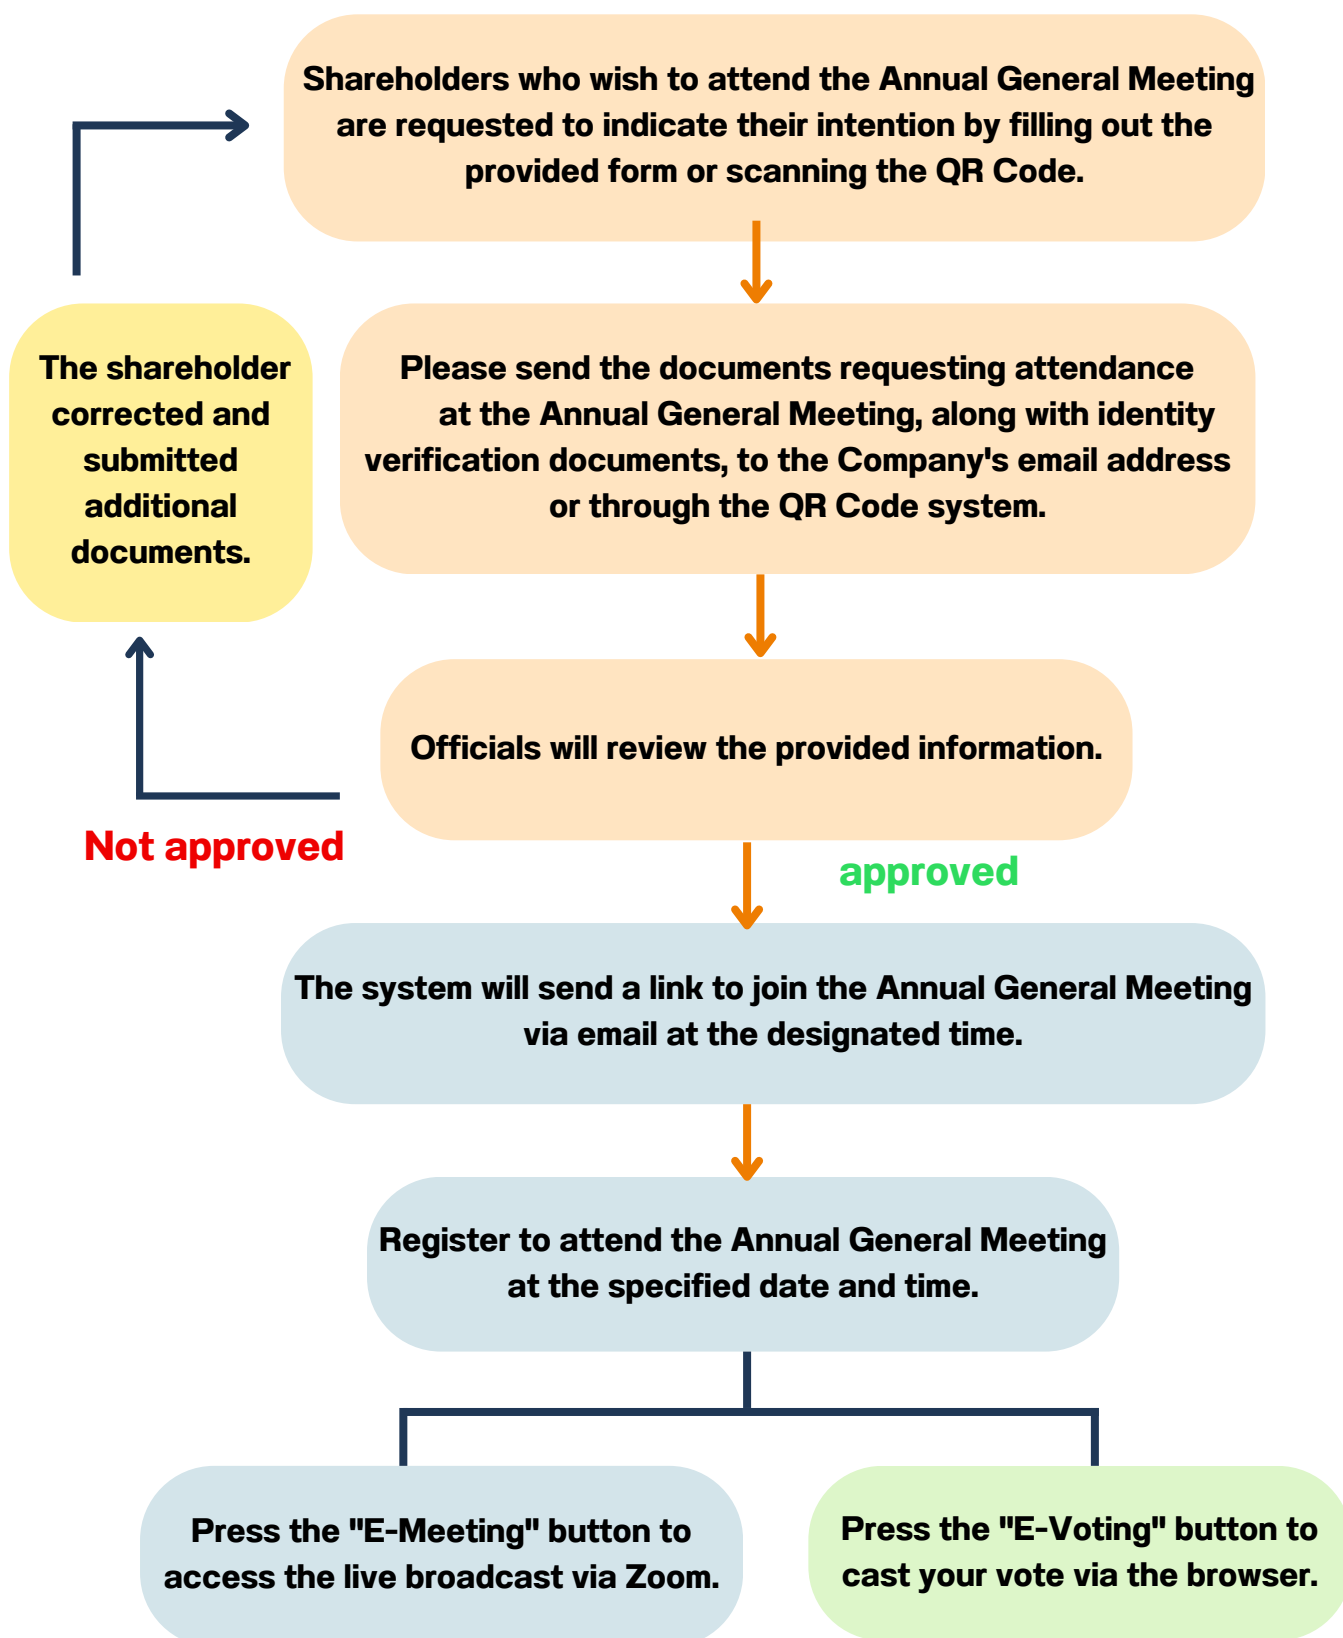 Shareholders who wish to attend the Annual General Meeting
are requested to indicate their intention by filling out the
provided form or scanning the QR Code.
The shareholder
corrected and
submitted
additional
documents.
Please send the documents requesting attendance
at the Annual General Meeting, along with identity
verification documents, to the Company's email address
or through the QR Code system.
Officials will review the provided information.
Not approved
approved
The system will send a link to join the Annual General Meeting
via email at the designated time.
Register to attend the Annual General Meeting
at the specified date and time.
Press the "E-Meeting" button to
access the live broadcast via Zoom.
Press the "E-Voting" button to
cast your vote via the browser.